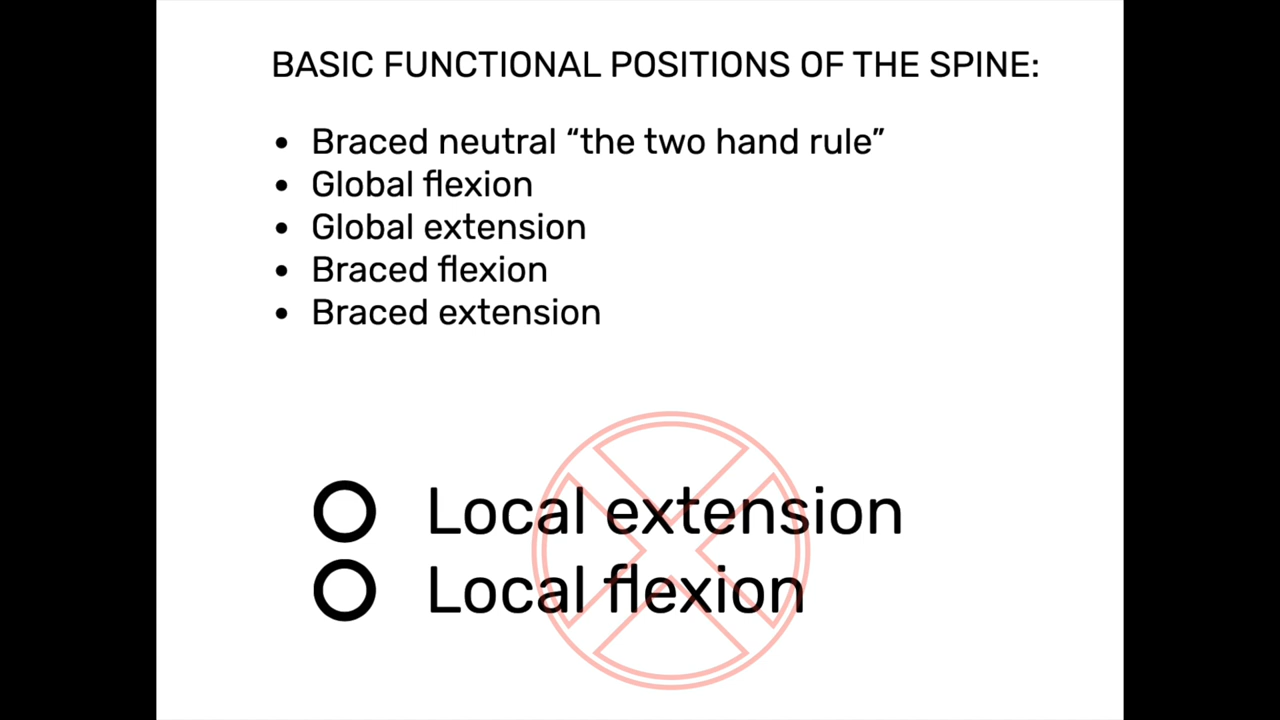 BASIC FUNCTIONAL POSITIONS OF THE SPINE:
• Braced neutral “the two hand rule”
• Global flexion
• Global extension
• Braced flexion
• Braced extension
Local extension
Local flexion